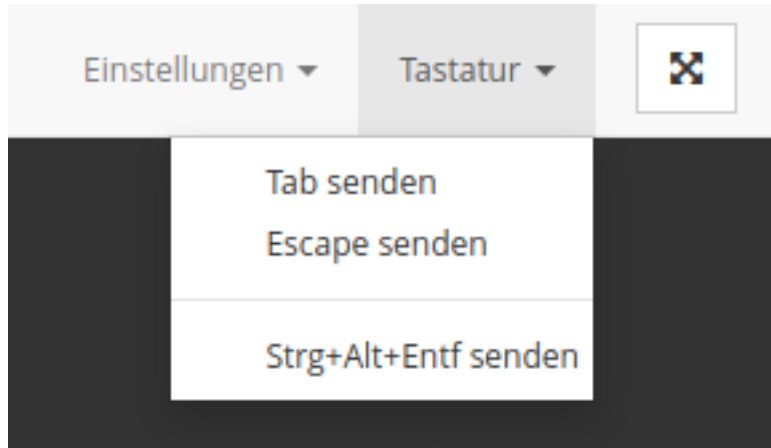 Einstellungen Tastatur
Tab senden
Escape senden
Strg+Alt+Entf senden